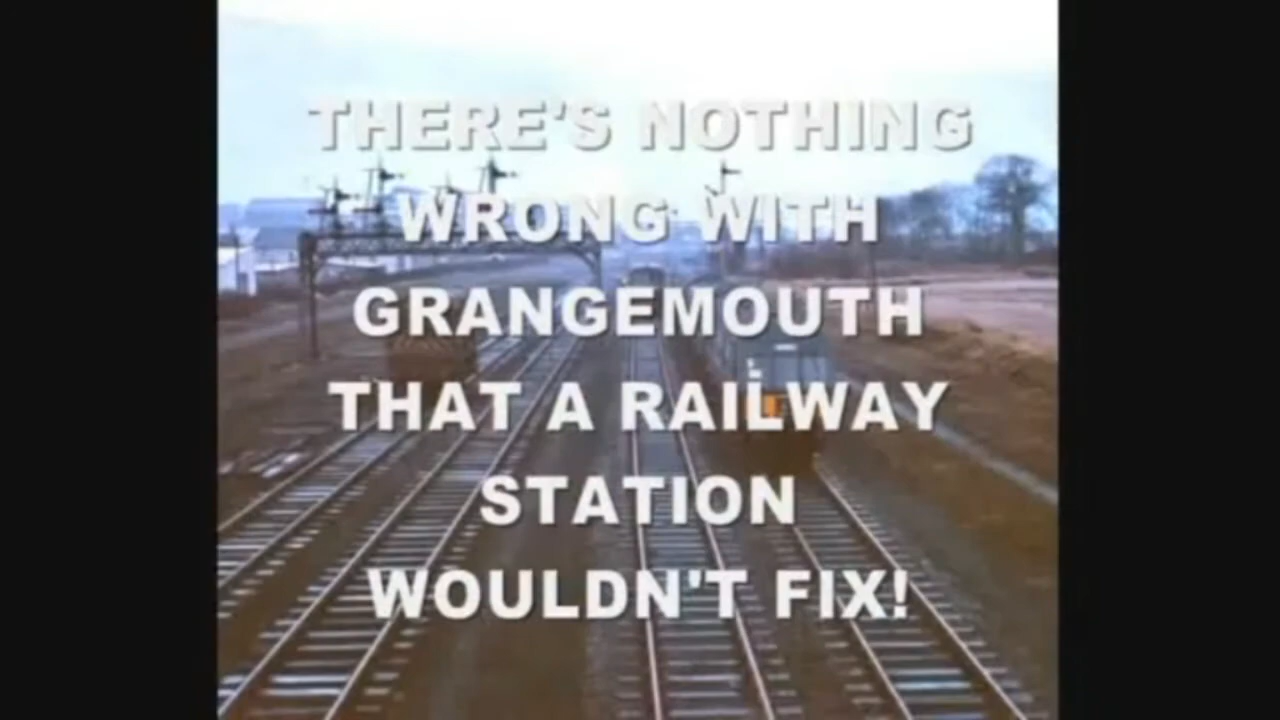 THERE'S NOTHING
WRONG WITH
GRANGEMOUTH
THAT A RAILWAY
STATION
WOULDN'T FIX!